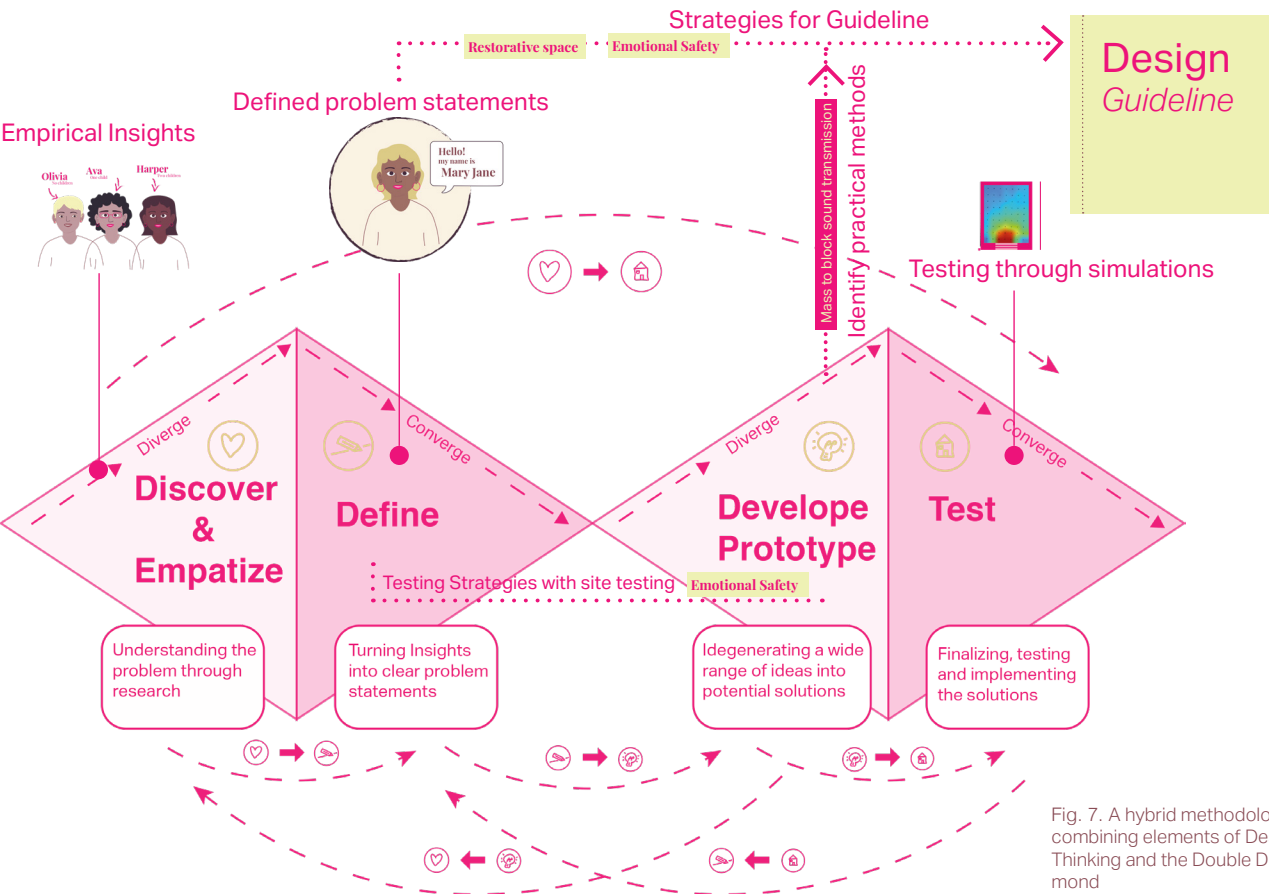 Strategies for Guideline
Restorative space
Emotional Safety
Design
Guideline
Defined problem statements
Empirical Insights
Olivia
Ava
One child
Harper
Two children
Hello!
my name is
Mary Jane
Mass to block sound transmission
Identify practical methods
Testing through simulations
Diverge
Converge
Diverge
Converge
Discover
&
Empatize
Define
Develope
Prototype
Test
Testing Strategies with site testing
Emotional Safety
Understanding the
problem through
research
Turning Insights
into clear problem
statements
Idegenerating a wide
range of ideas into
potential solutions
Finalizing, testing
and implementing
the solutions
Fig. 7. A hybrid methodolo
combining elements of De
Thinking and the Double D
mond